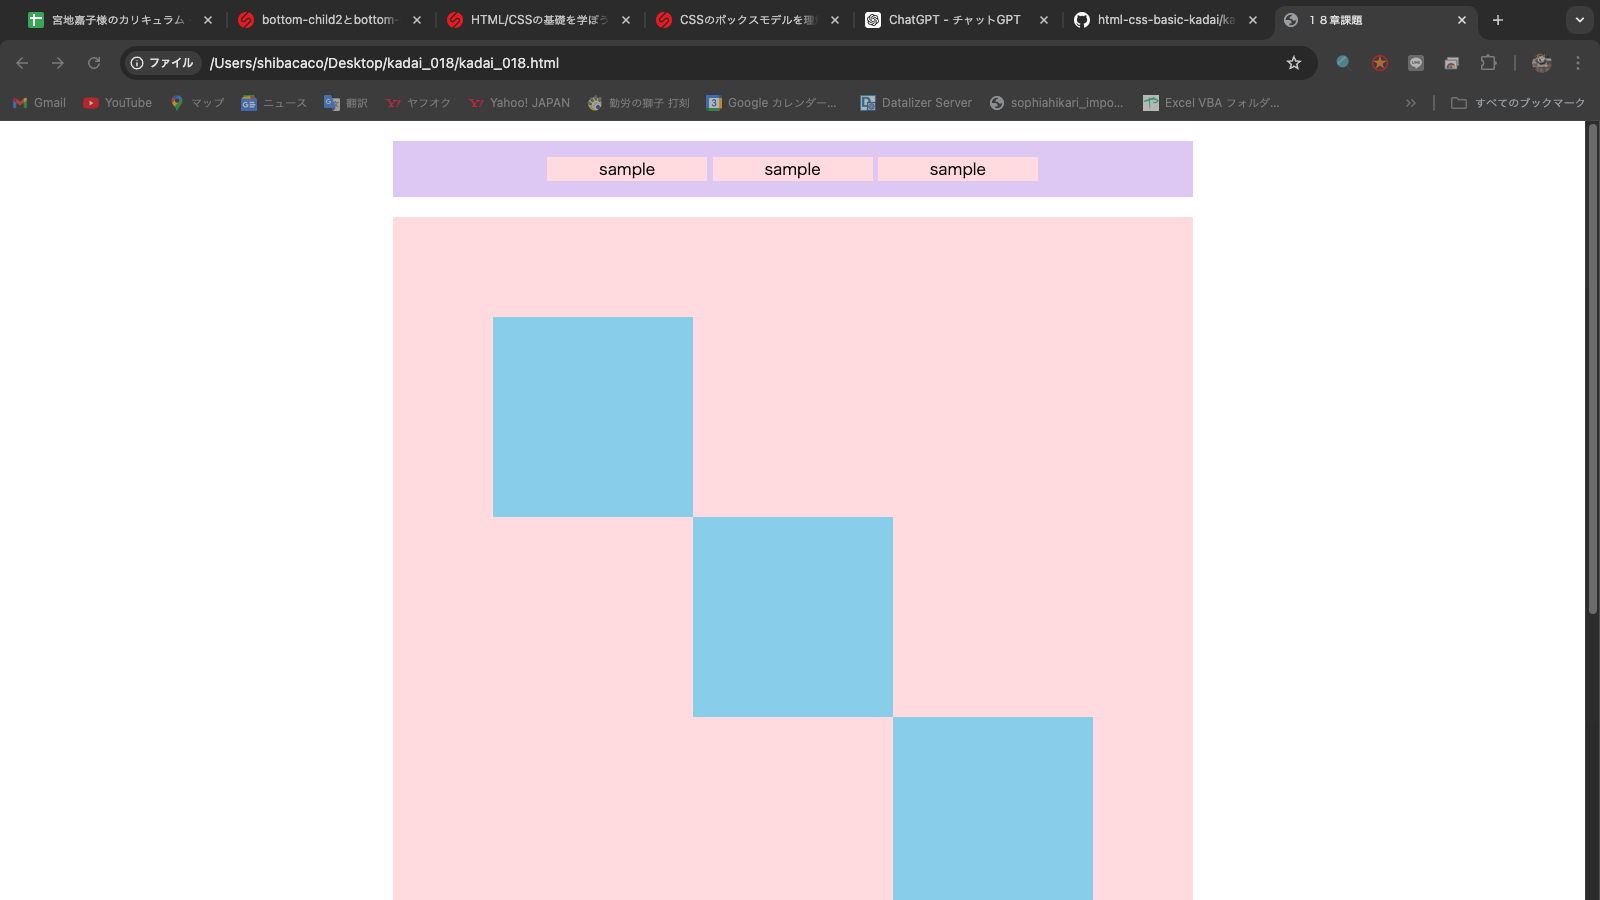 宮地嘉子様のカリキュラム
bottom-child2とbottom-
HTML/CSSの基礎を学ぼう
CSSのボックスモデルを理
ChatGPT - チャットGPT
html-css-basic-kadai/ka
１８章課題
ファイル
/Users/shibacaco/Desktop/kadai_018/kadai_018.html
Gmail
YouTube
マップ
ニュース
翻訳
ヤフオク
Yahoo! JAPAN
勤労の獅子 打刻
Google カレンダー...
Datalizer Server
sophiahikari_impo...
Excel VBA フォルダ...
すべてのブックマーク
sample
sample
sample